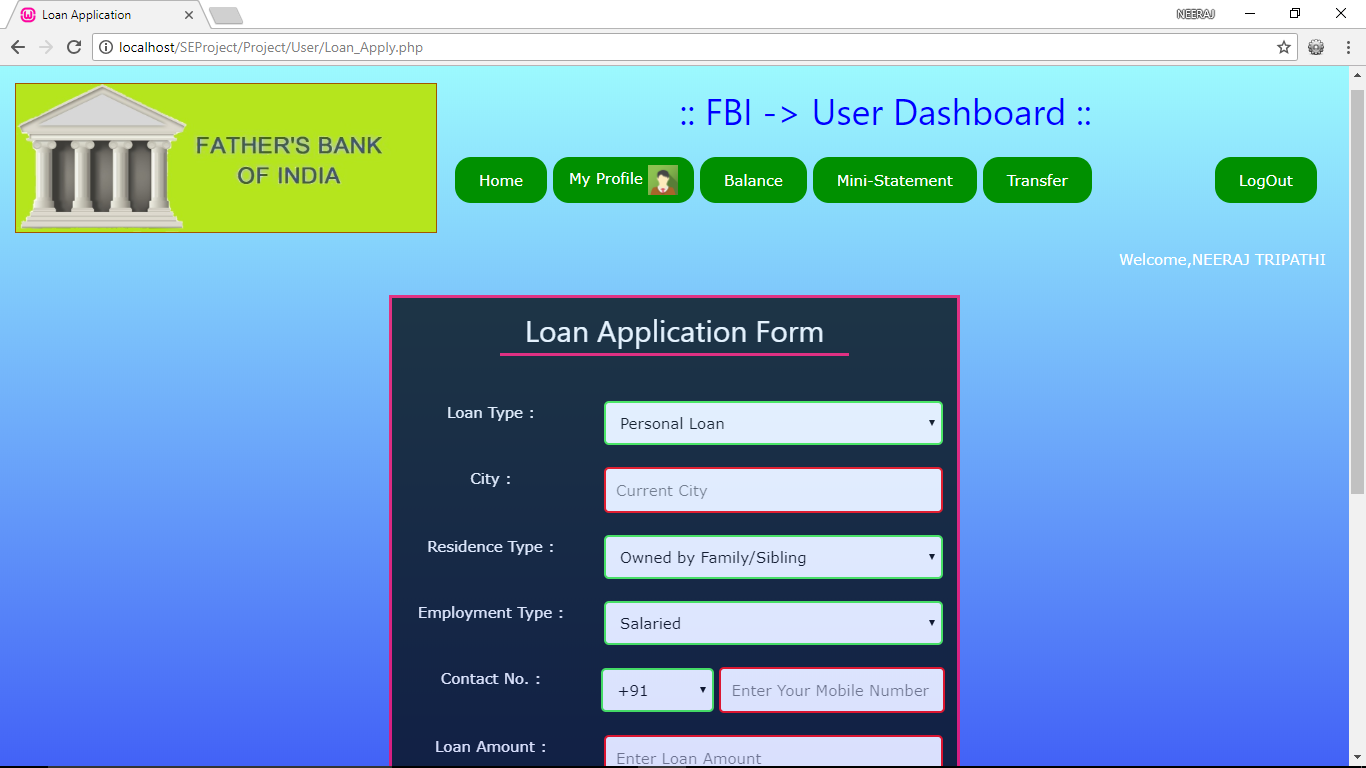 Loan Application
NEERAJ
localhost/SEProject/Project/User/Loan_Apply.php
FATHER'S BANK
OF INDIA
:: FBI -> User Dashboard ::
Home
My Profile
Balance
Mini-Statement
Transfer
LogOut
Welcome,NEERAJ TRIPATHI
Loan Application Form
Loan Type :
Personal Loan
City :
Current City
Residence Type :
Owned by Family/Sibling
Employment Type :
Salaried
Contact No. :
+91
Enter Your Mobile Number
Loan Amount :
Enter Loan Amount